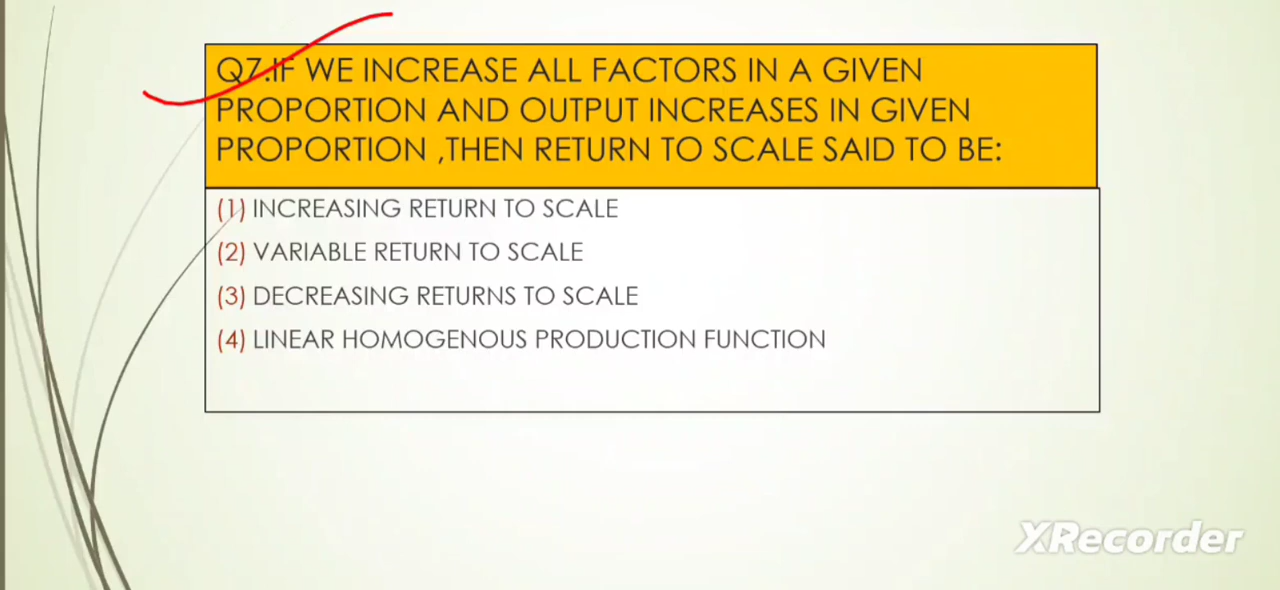 Q7.IF WE INCREASE ALL FACTORS IN A GIVEN
PROPORTION AND OUTPUT INCREASES IN GIVEN
PROPORTION ,THEN RETURN TO SCALE SAID TO BE:
(1) INCREASING RETURN TO SCALE
(2) VARIABLE RETURN TO SCALE
(3) DECREASING RETURNS TO SCALE
(4) LINEAR HOMOGENOUS PRODUCTION FUNCTION
XRecorder